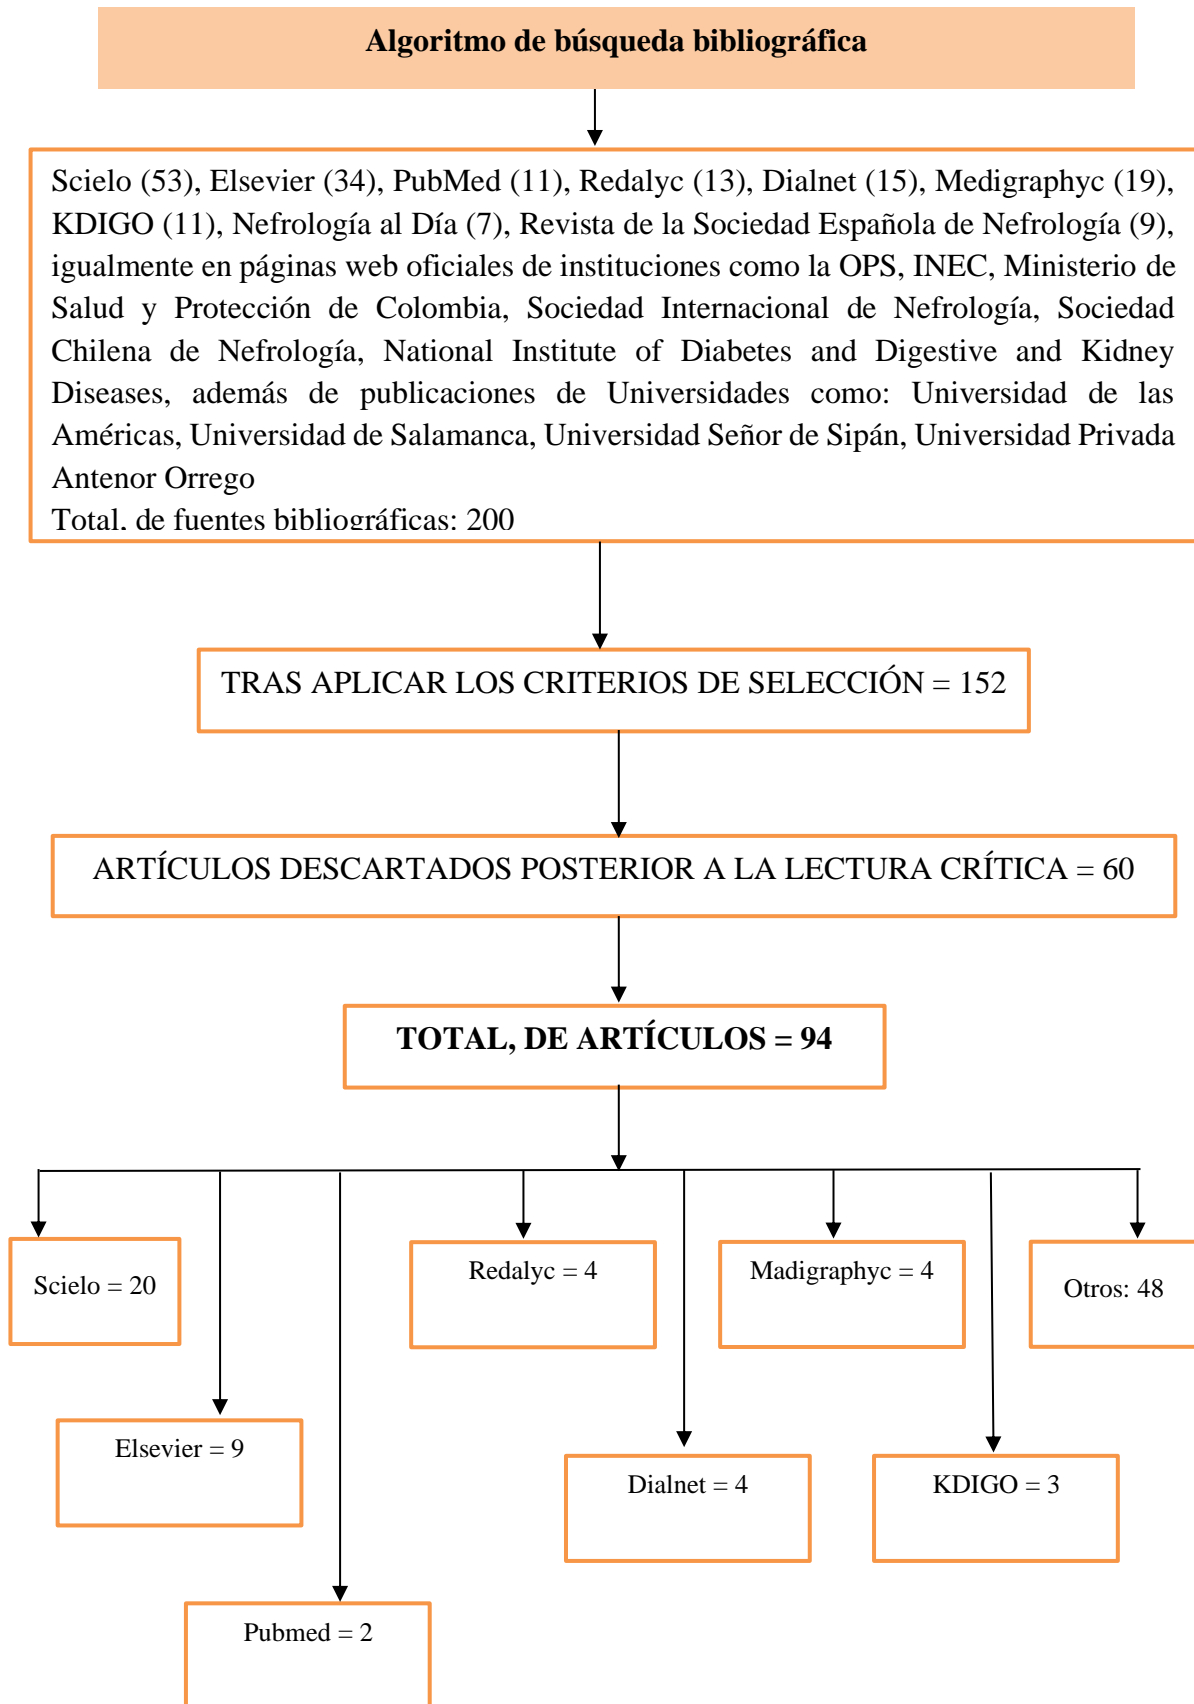 Algoritmo de búsqueda bibliográfica
Scielo (53), Elsevier (34), PubMed (11), Redalyc (13), Dialnet (15), Medigraphyc (19),
KDIGO (11), Nefrología al Día (7), Revista de la Sociedad Española de Nefrología (9),
igualmente en páginas web oficiales de instituciones como la OPS, INEC, Ministerio de
Salud y Protección de Colombia, Sociedad Internacional de Nefrología, Sociedad
Chilena de Nefrología, National Institute of Diabetes and Digestive and Kidney
Diseases, además de publicaciones de Universidades como: Universidad de las
Américas, Universidad de Salamanca, Universidad Señor de Sipán, Universidad Privada
Antenor Orrego
Total, de fuentes bibliográficas: 200
TRAS APLICAR LOS CRITERIOS DE SELECCIÓN = 152
ARTÍCULOS DESCARTADOS POSTERIOR A LA LECTURA CRÍTICA = 60
TOTAL, DE ARTÍCULOS = 94
Scielo = 20
Redalyc = 4
Madigraphyc = 4
Otros: 48
Elsevier = 9
Dialnet = 4
KDIGO = 3
Pubmed = 2